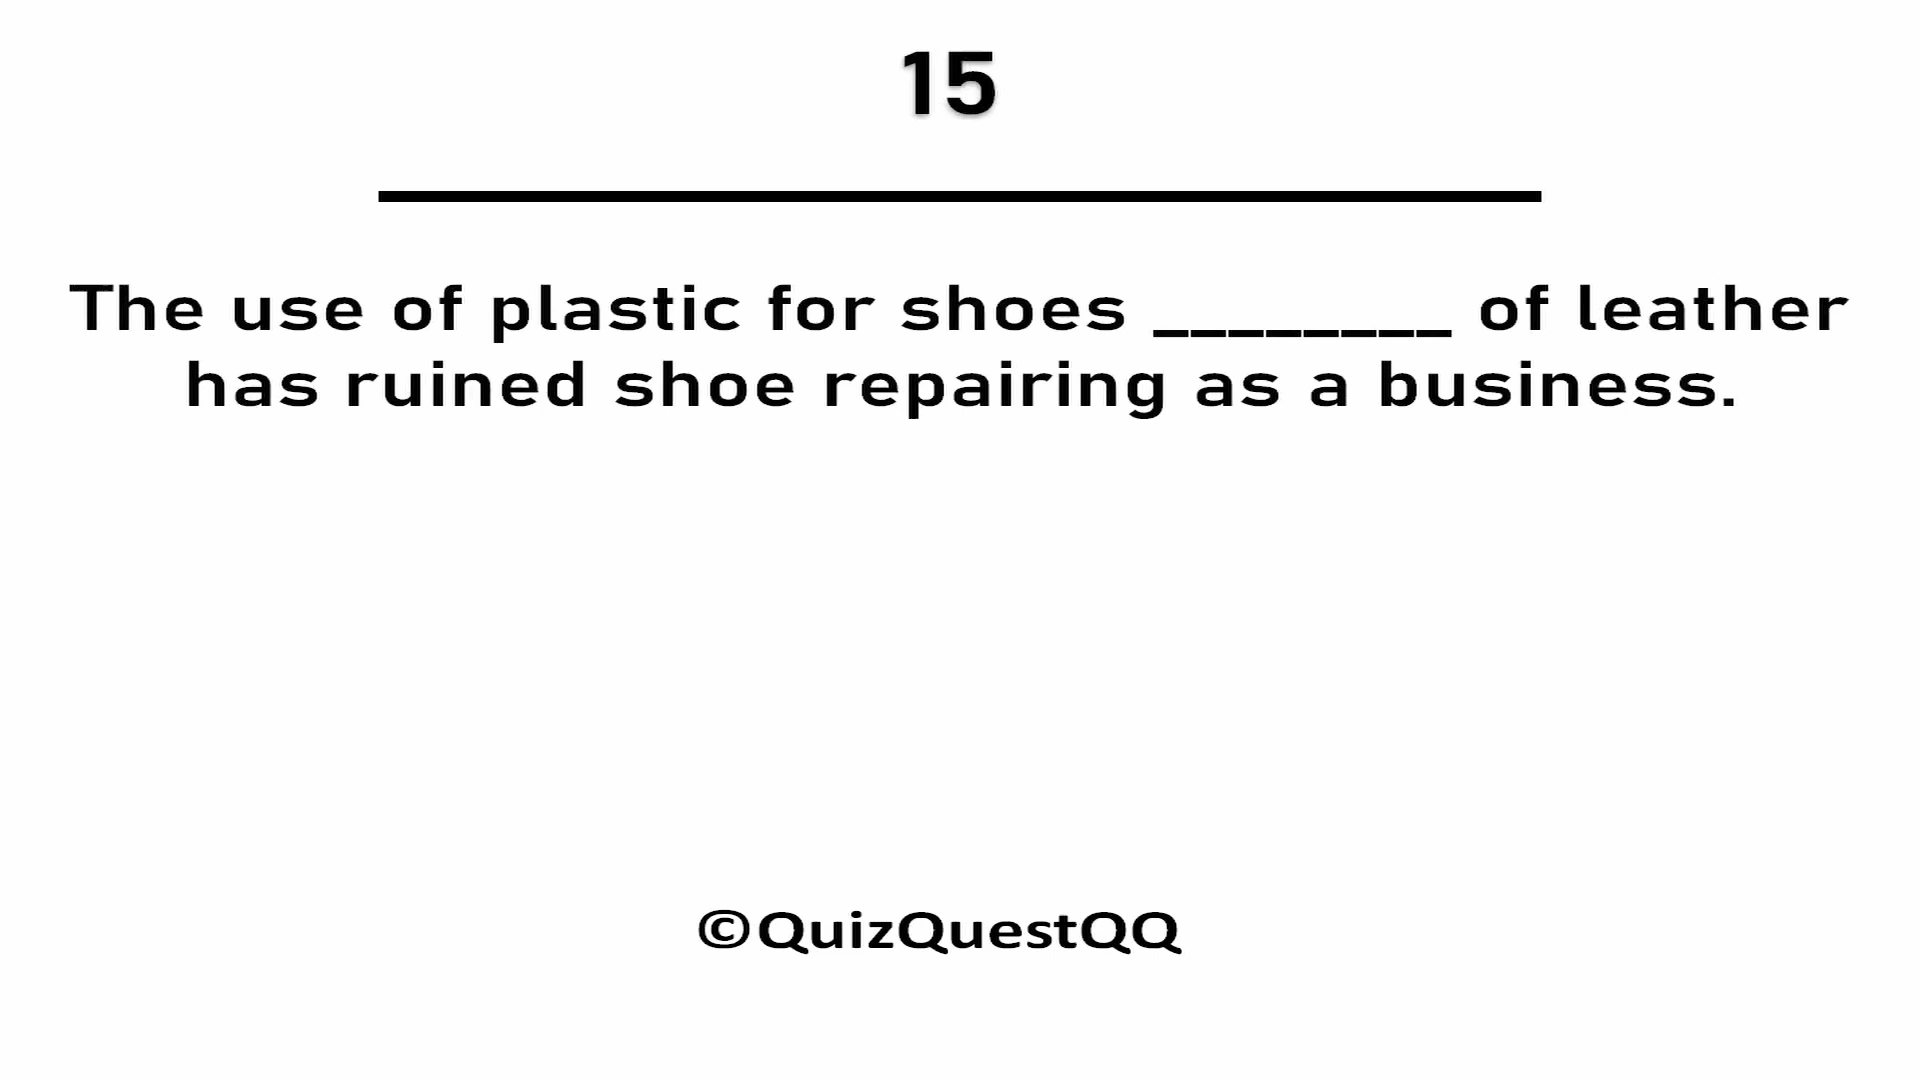 15
The use of plastic for shoes ________ of leather
has ruined shoe repairing as a business.
©QuizQuestQQ